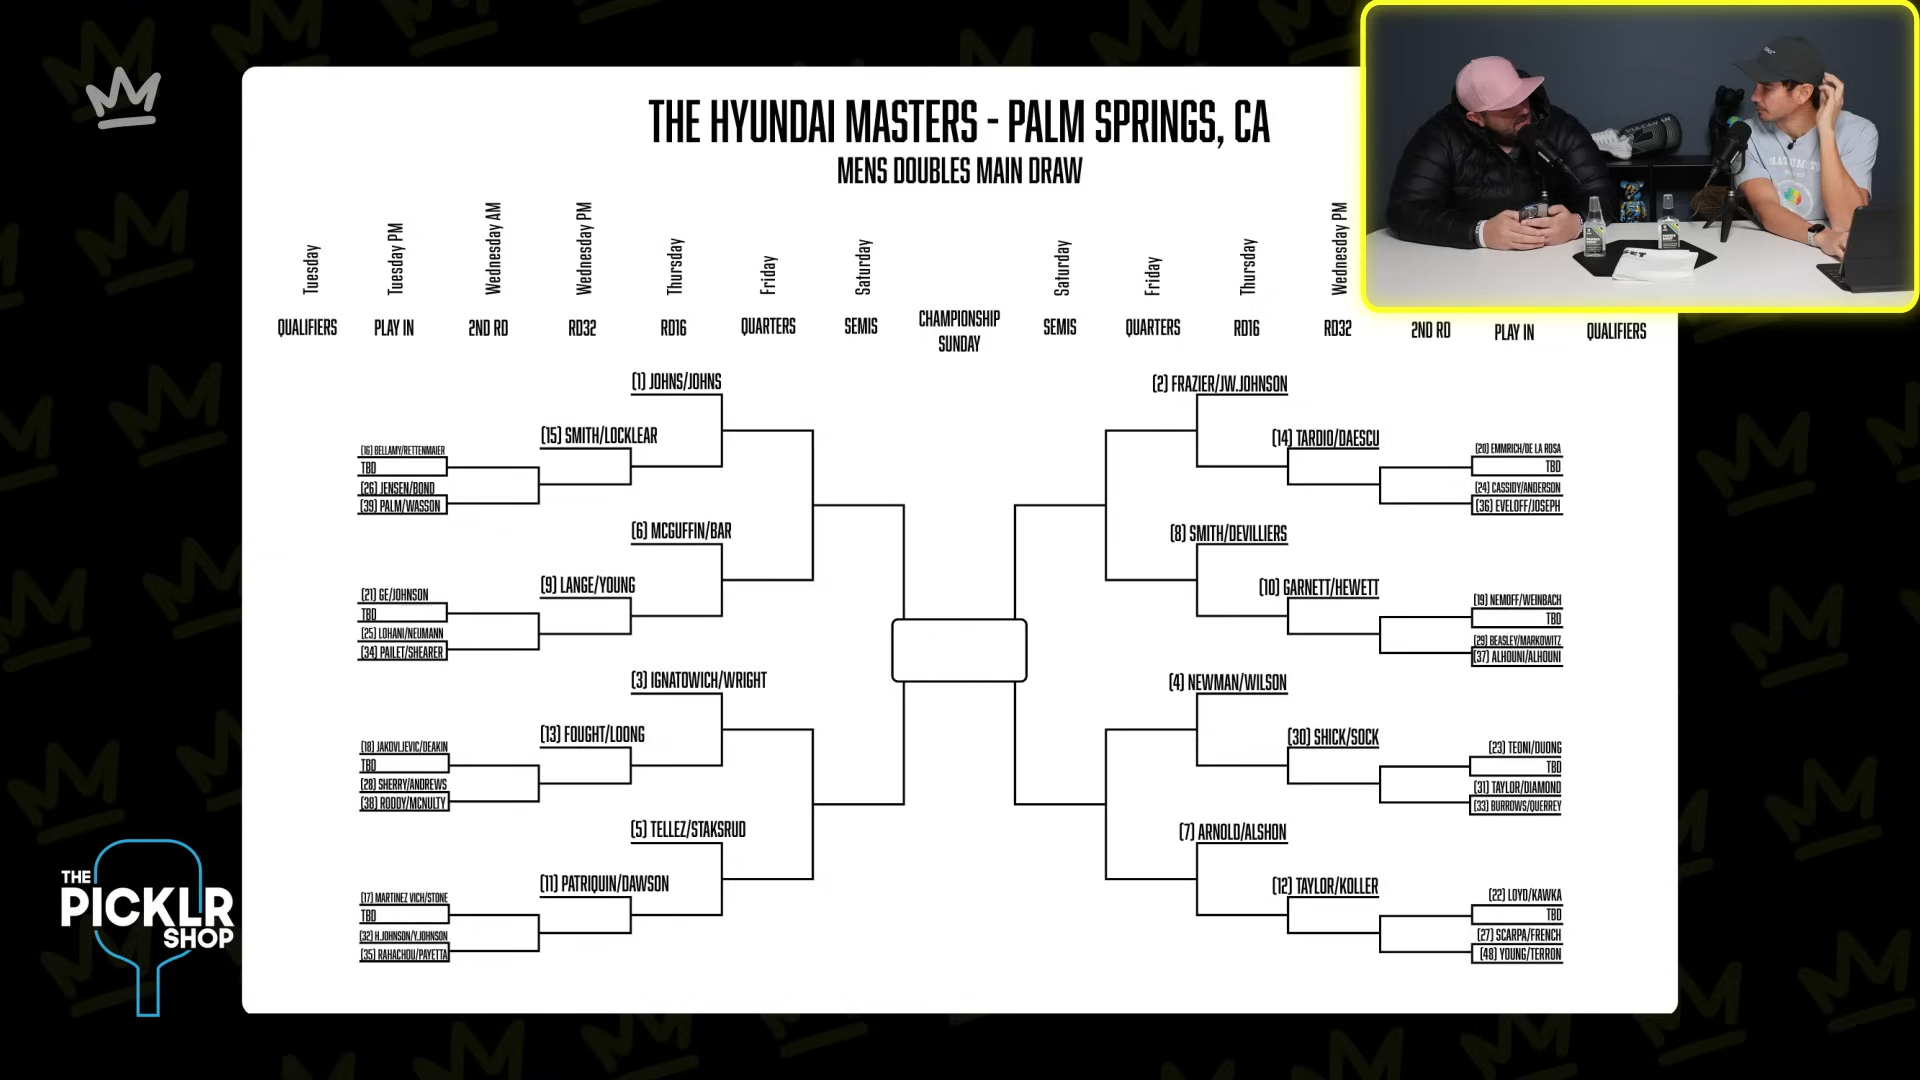 THE HYUNDAI MASTERS - PALM SPRINGS, CA
MENS DOUBLES MAIN DRAW
Tuesday
Tuesday PM
Wednesday AM
Wednesday PM
Thursday
Friday
Saturday
Saturday
Friday
Thursday
Wednesday PM
QUALIFIERS
PLAY IN
2ND RD
RD32
RD16
QUARTERS
SEMIS
CHAMPIONSHIP
SUNDAY
SEMIS
QUARTERS
RD16
RD32
2ND RD
PLAY IN
QUALIFIERS
(1) JOHNS/JOHNS
(15) SMITH/LOCKLEAR
(16) BELLAMY/RETTENMAIER
TBD
(26) JENSEN/BOND
(39) PALM/WASSON
(6) MCGUFFIN/BAR
(9) LANGE/YOUNG
(21) GE/JOHNSON
TBD
(25) LOHANI/NEUMANN
(34) PAILET/SHEARER
(3) IGNATOWICH/WRIGHT
(13) FOUGHT/LOONG
(18) JAKOVLJEVIC/DEAKIN
TBD
(28) SHERRY/ANDREWS
(38) RODDY/MCNULTY
(5) TELLEZ/STAKSRUD
(11) PATRIQUIN/DAWSON
(17) MARTINEZ VICH/STONE
TBD
(32) H.JOHNSON/Y.JOHNSON
(35) RAHACHOU/PAYETTA
(2) FRAZIER/JW.JOHNSON
(14) TARDIO/DAESCU
(20) EMMRICH/DE LA ROSA
TBD
(24) CASSIDY/ANDERSON
(36) EVELOFF/JOSEPH
(8) SMITH/DEVILLIERS
(10) GARNETT/HEWETT
(19) NEMOFF/WEINBACH
TBD
(29) BEASLEY/MARKOWITZ
(37) ALHOUNI/ALHOUNI
(4) NEWMAN/WILSON
(30) SHICK/SOCK
(23) TEONI/DUONG
TBD
(31) TAYLOR/DIAMOND
(33) BURROWS/QUERREY
(7) ARNOLD/ALSHON
(12) TAYLOR/KOLLER
(22) LOYD/KAWKA
TBD
(27) SCARPA/FRENCH
(48) YOUNG/TERRON
THE
PICKLR
SHOP